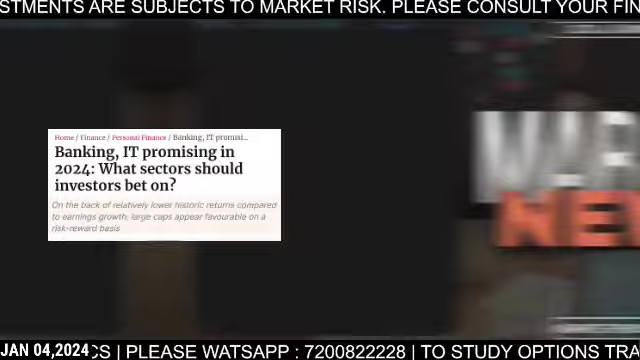 STMENTS ARE SUBJECTS TO MARKET RISK. PLEASE CONSULT YOUR FIN
Home / Finance / Personal Finance / Banking, IT promisi...
Banking, IT promising in
2024: What sectors should
investors bet on?
On the back of relatively lower historic returns compared
to earnings growth, large caps appear favourable on a
risk-reward basis
WAR
NEW
JAN 04,2024 CS | PLEASE WATSAPP : 7200822228 | TO STUDY OPTIONS TRA